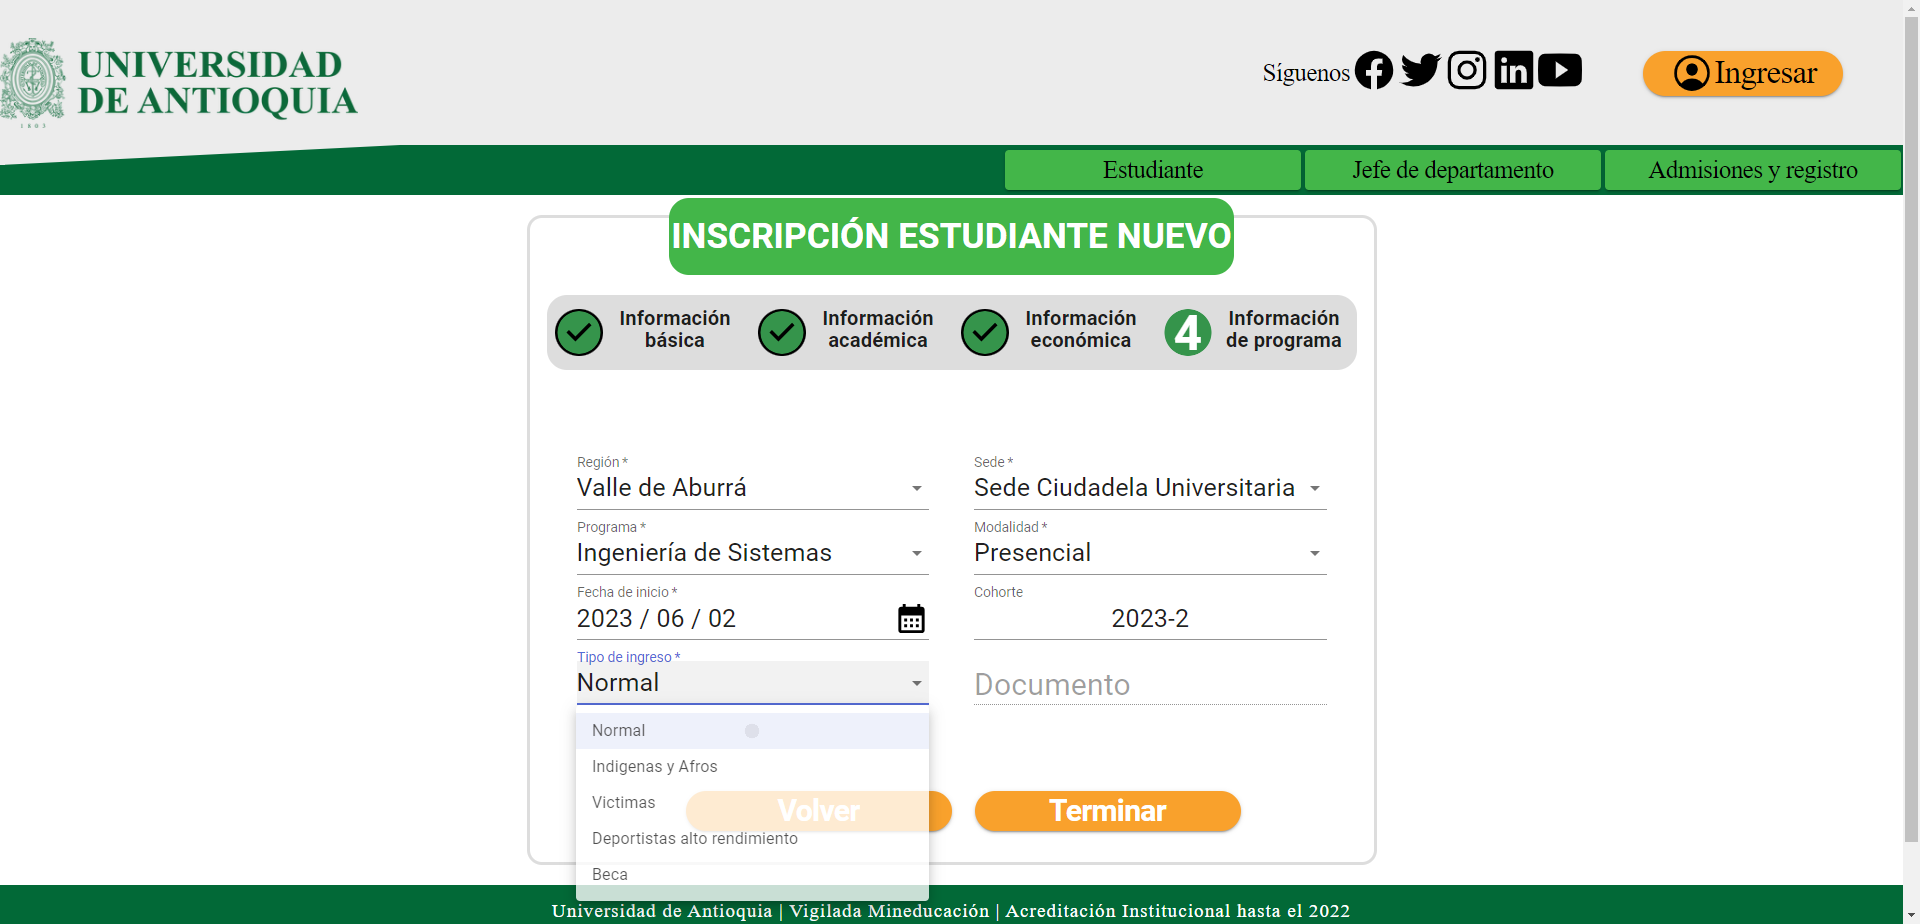 UNIVERSIDAD
DE ANTIOQUIA
1803
Síguenos
Ingresar
Estudiante
Jefe de departamento
Admisiones y registro
INSCRIPCIÓN ESTUDIANTE NUEVO
Información
básica
Información
académica
Información
económica
4
Información
de programa
Región *
Valle de Aburrá
Sede *
Sede Ciudadela Universitaria
Programa *
Ingeniería de Sistemas
Modalidad *
Presencial
Fecha de inicio *
2023 / 06 / 02
Cohorte
2023-2
Tipo de ingreso *
Normal
Documento
Normal
Indigenas y Afros
Victimas
Deportistas alto rendimiento
Beca
Volver
Terminar
Universidad de Antioquia | Vigilada Mineducación | Acreditación Institucional hasta el 2022